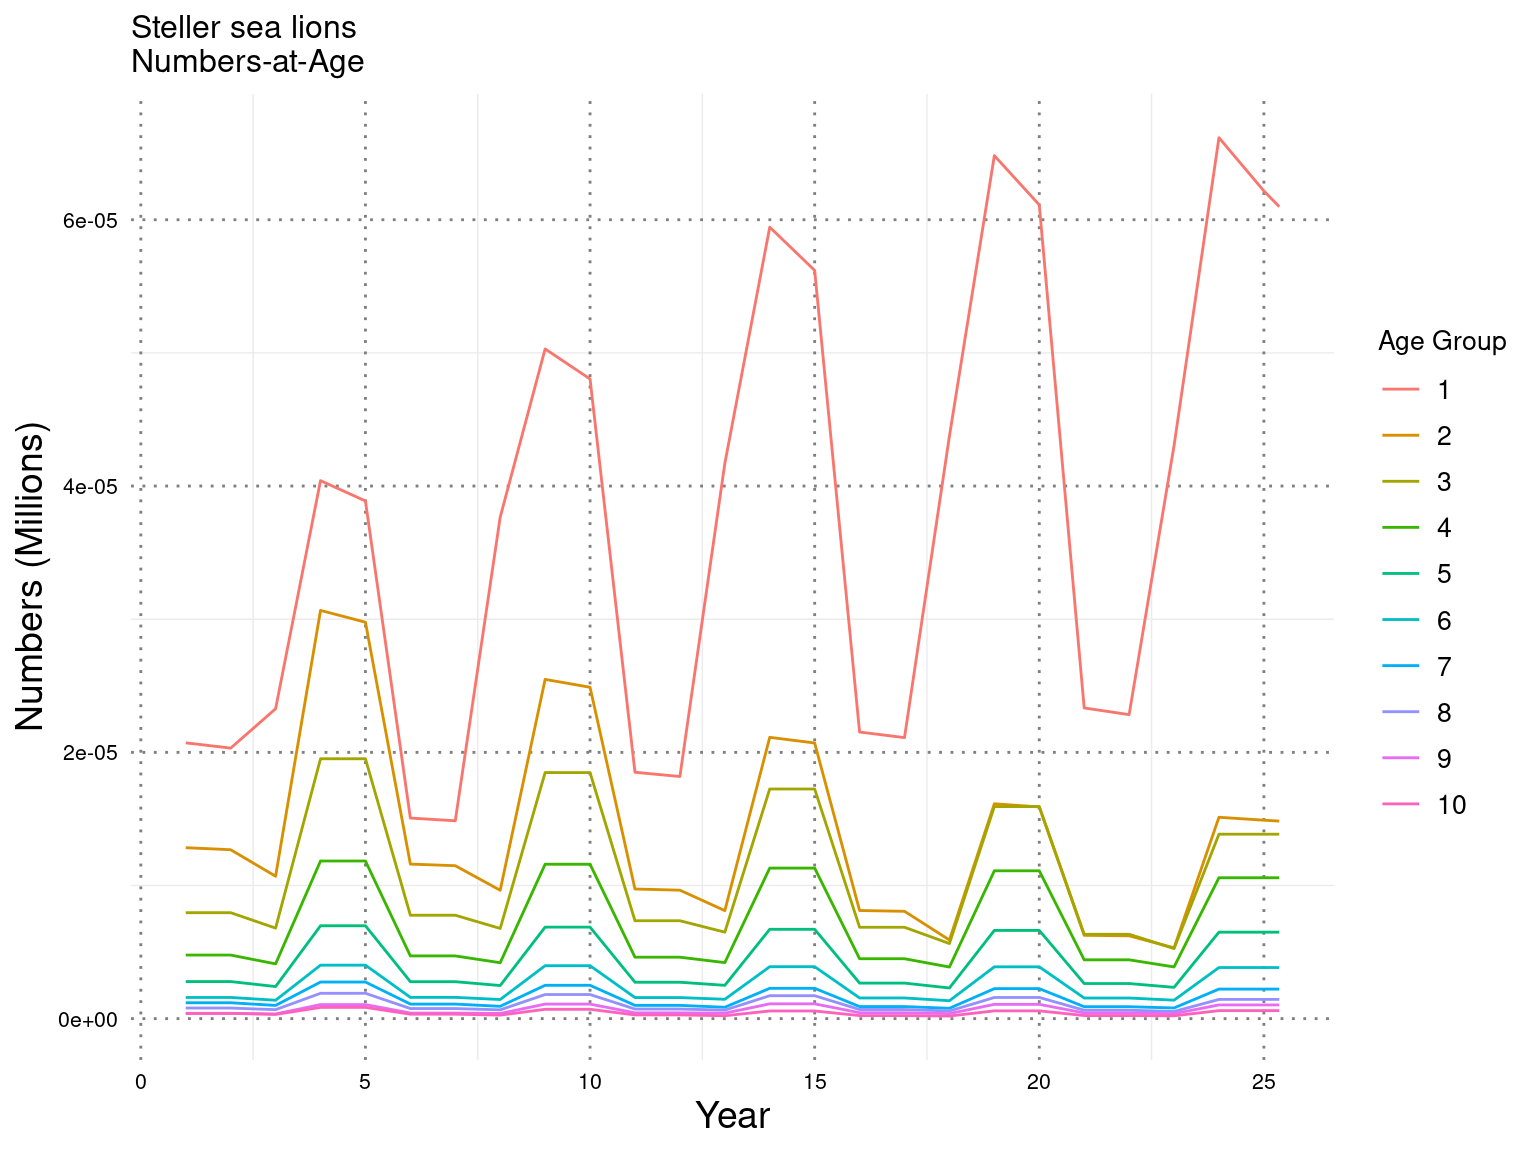 Steller sea lions
Numbers-at-Age
Numbers (Millions)
6e-05
4e-05
2e-05
0e+00
0 5 10 15 20 25
Year
Age Group
1
2
3
4
5
6
7
8
9
10